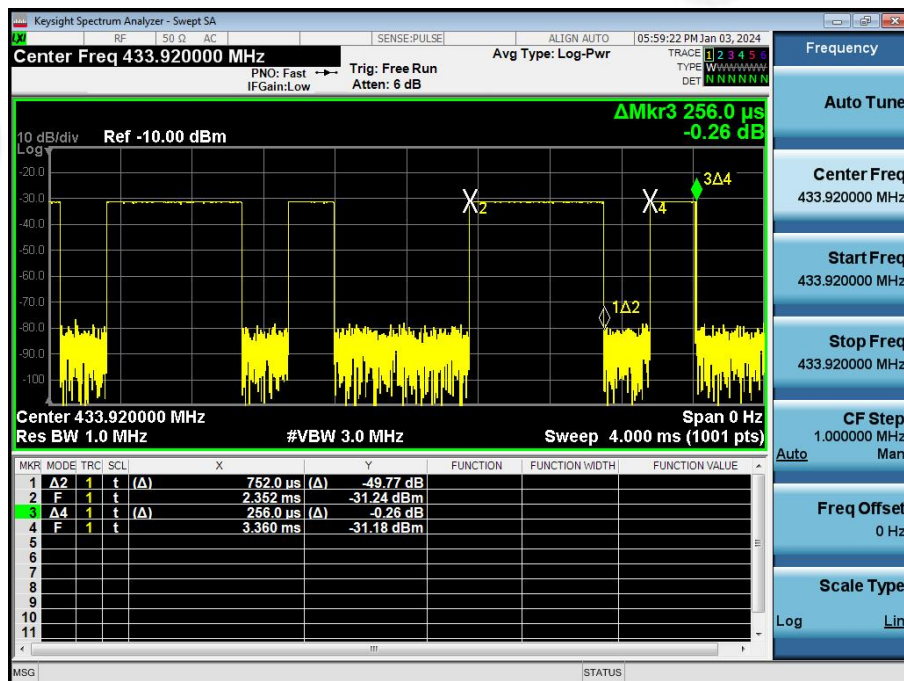 Keysight Spectrum Analyzer - Swept SA
LXI RF 50 Ω AC SENSE:PULSE ALIGN AUTO 05:59:22 PM Jan 03, 2024
Center Freq 433.920000 MHz
PNO: Fast
IFGain:Low
Trig: Free Run
Atten: 6 dB
Avg Type: Log-Pwr
TRACE 1 2 3 4 5 6
TYPE WWWWWWW
DET N N N N N N
ΔMkr3 256.0 µs
-0.26 dB
10 dB/div Ref -10.00 dBm
Log
-20.0
-30.0
-40.0
-50.0
-60.0
-70.0
-80.0
-90.0
-100
X2
X4
3Δ4
1Δ2
Center 433.920000 MHz Span 0 Hz
Res BW 1.0 MHz #VBW 3.0 MHz Sweep 4.000 ms (1001 pts)
MKR MODE TRC SCL X Y FUNCTION FUNCTION WIDTH FUNCTION VALUE
1 Δ2 1 t (Δ) 752.0 µs (Δ) -49.77 dB
2 F 1 t 2.352 ms -31.24 dBm
3 Δ4 1 t (Δ) 256.0 µs (Δ) -0.26 dB
4 F 1 t 3.360 ms -31.18 dBm
5
6
7
8
9
10
11
MSG STATUS
Frequency
Auto Tune
Center Freq
433.920000 MHz
Start Freq
433.920000 MHz
Stop Freq
433.920000 MHz
CF Step
1.000000 MHz
Auto Man
Freq Offset
0 Hz
Scale Type
Log Lin